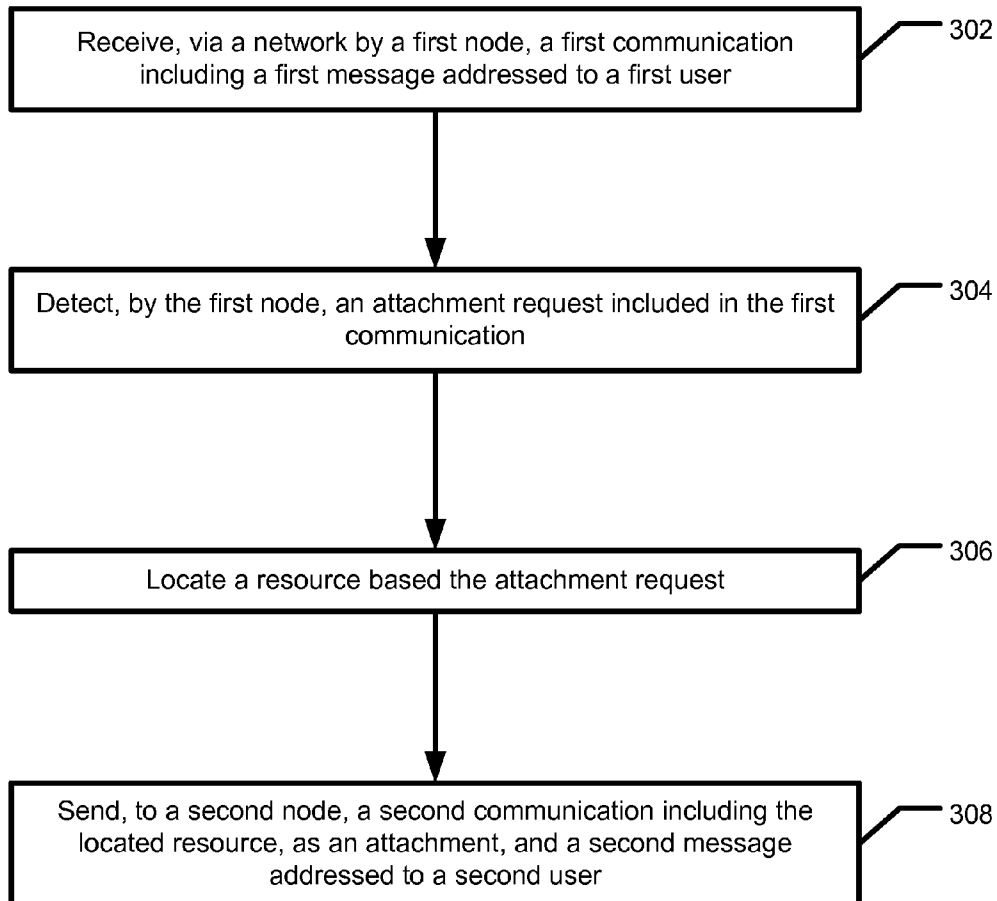 Receive, via a network by a first node, a first communication
including a first message addressed to a first user
302
Detect, by the first node, an attachment request included in the first
communication
304
Locate a resource based the attachment request
306
Send, to a second node, a second communication including the
located resource, as an attachment, and a second message
addressed to a second user
308